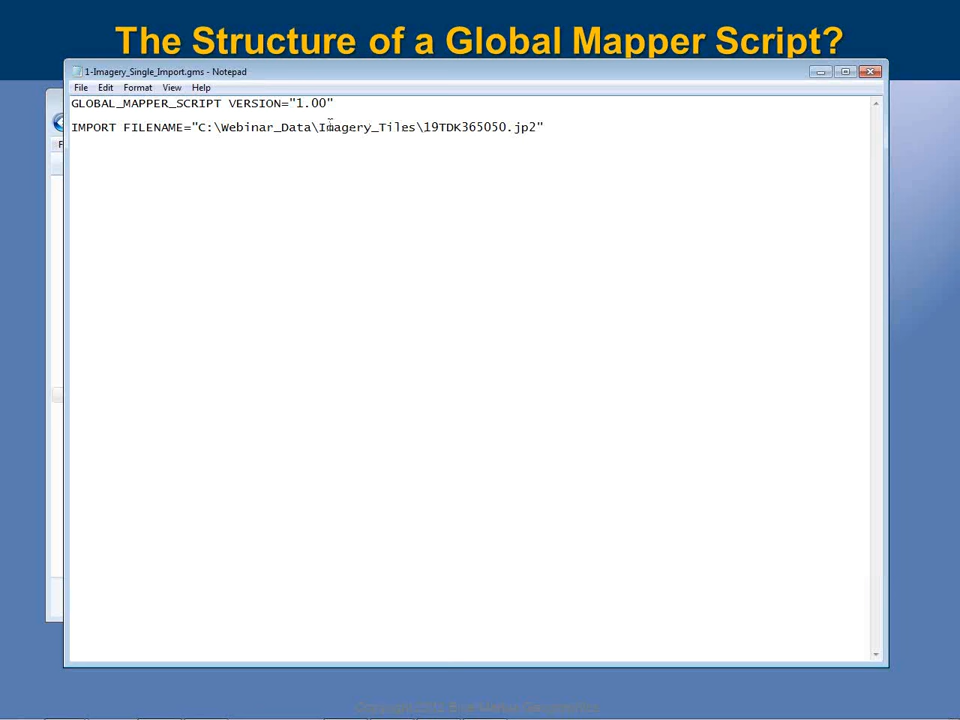 The Structure of a Global Mapper Script?
1-Imagery_Single_Import.gms - Notepad
File Edit Format View Help
GLOBAL_MAPPER_SCRIPT VERSION="1.00"
IMPORT FILENAME="C:\Webinar_Data\Imagery_Tiles\19TDK365050.jp2"
F